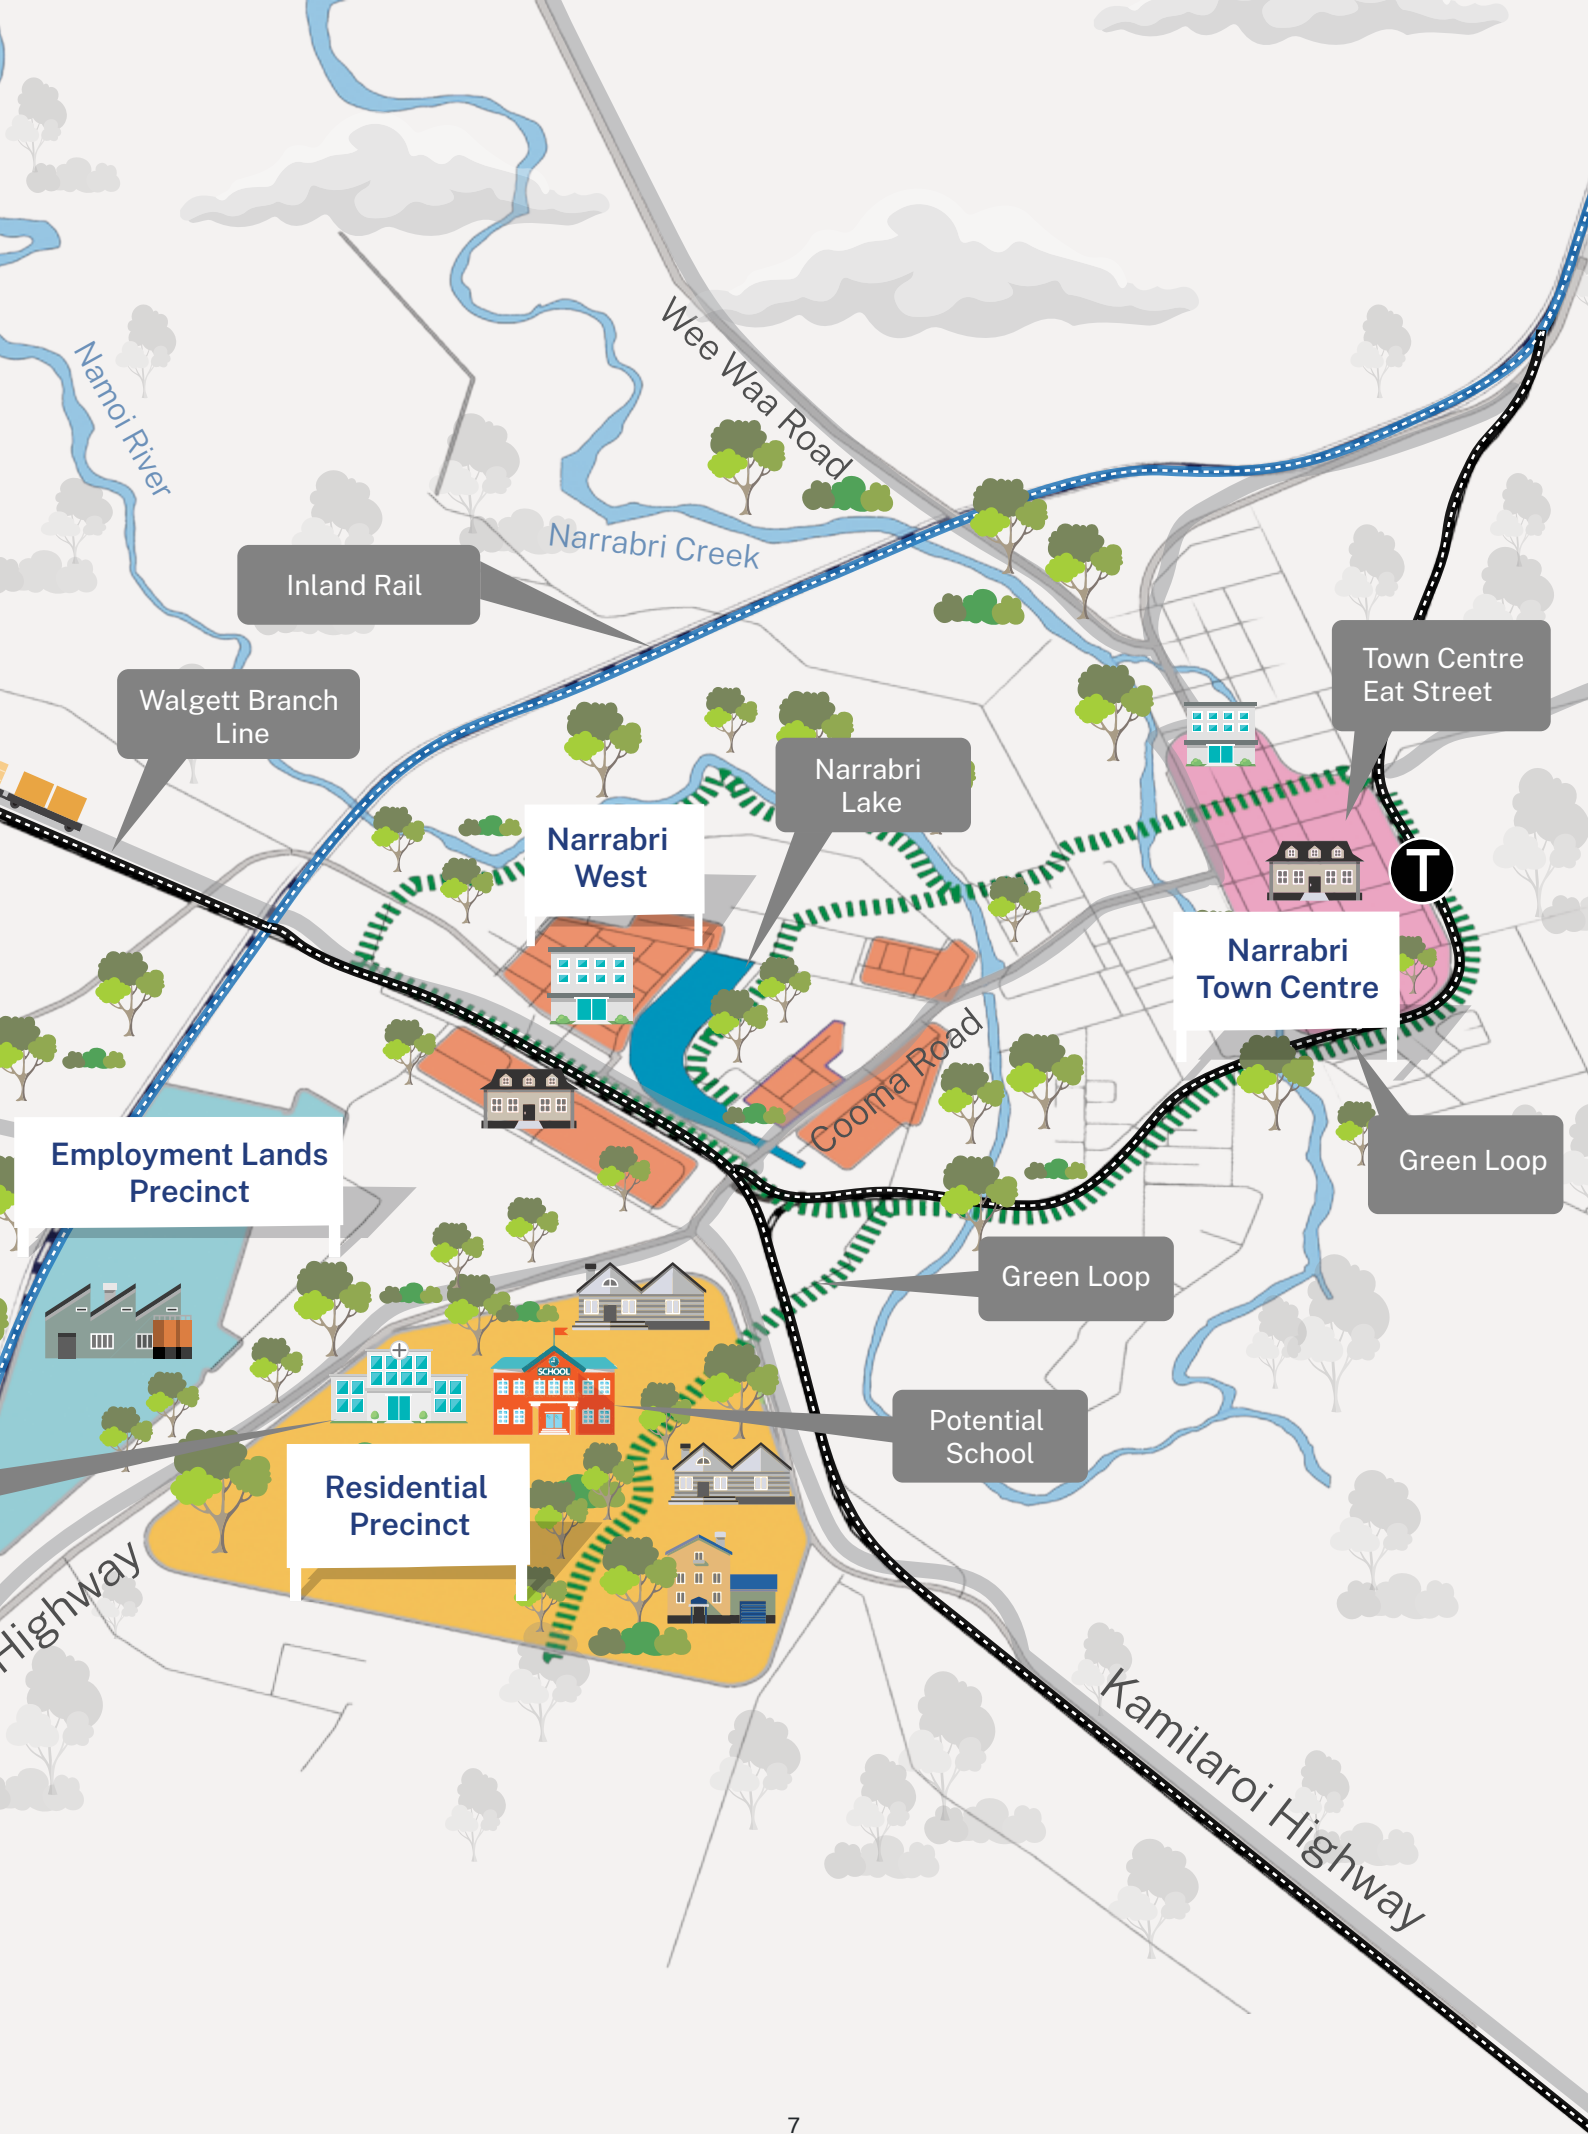 Wee Waa Road
Namoi River
Narrabri Creek
Inland Rail
Town Centre
Eat Street
Walgett Branch
Line
Narrabri
Lake
Narrabri
West
T
Narrabri
Town Centre
Cooma Road
Employment Lands
Precinct
Green Loop
Green Loop
SCHOOL
Potential
School
Residential
Precinct
Highway
Kamilaroi Highway
7